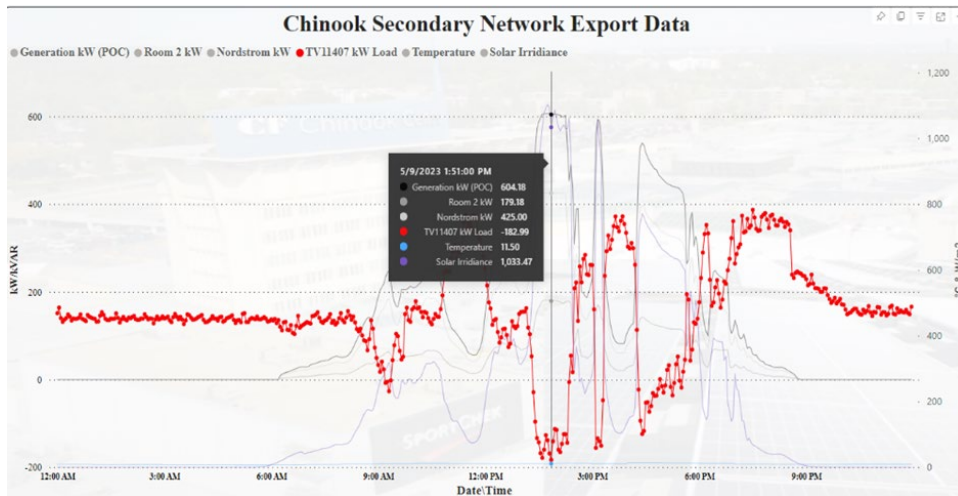 Chinook Secondary Network Export Data
Generation kW (POC) Room 2 kW Nordstrom kW TV11407 kW Load Temperature Solar Irridiance
1,200
600
1,000
5/9/2023 1:51:00 PM
Generation kW (POC) 604.18
Room 2 kW 179.18
Nordstrom kW 425.00
TV11407 kW Load -182.99
Temperature 11.50
Solar Irridiance 1,033.47
400
800
kW/kVAR
600
200
400
0
200
SPORT CHEK
-200
0
12:00 AM 3:00 AM 9:00 AM 12:00 PM 3:00 PM 6:00 PM 9:00 PM
Date\Time